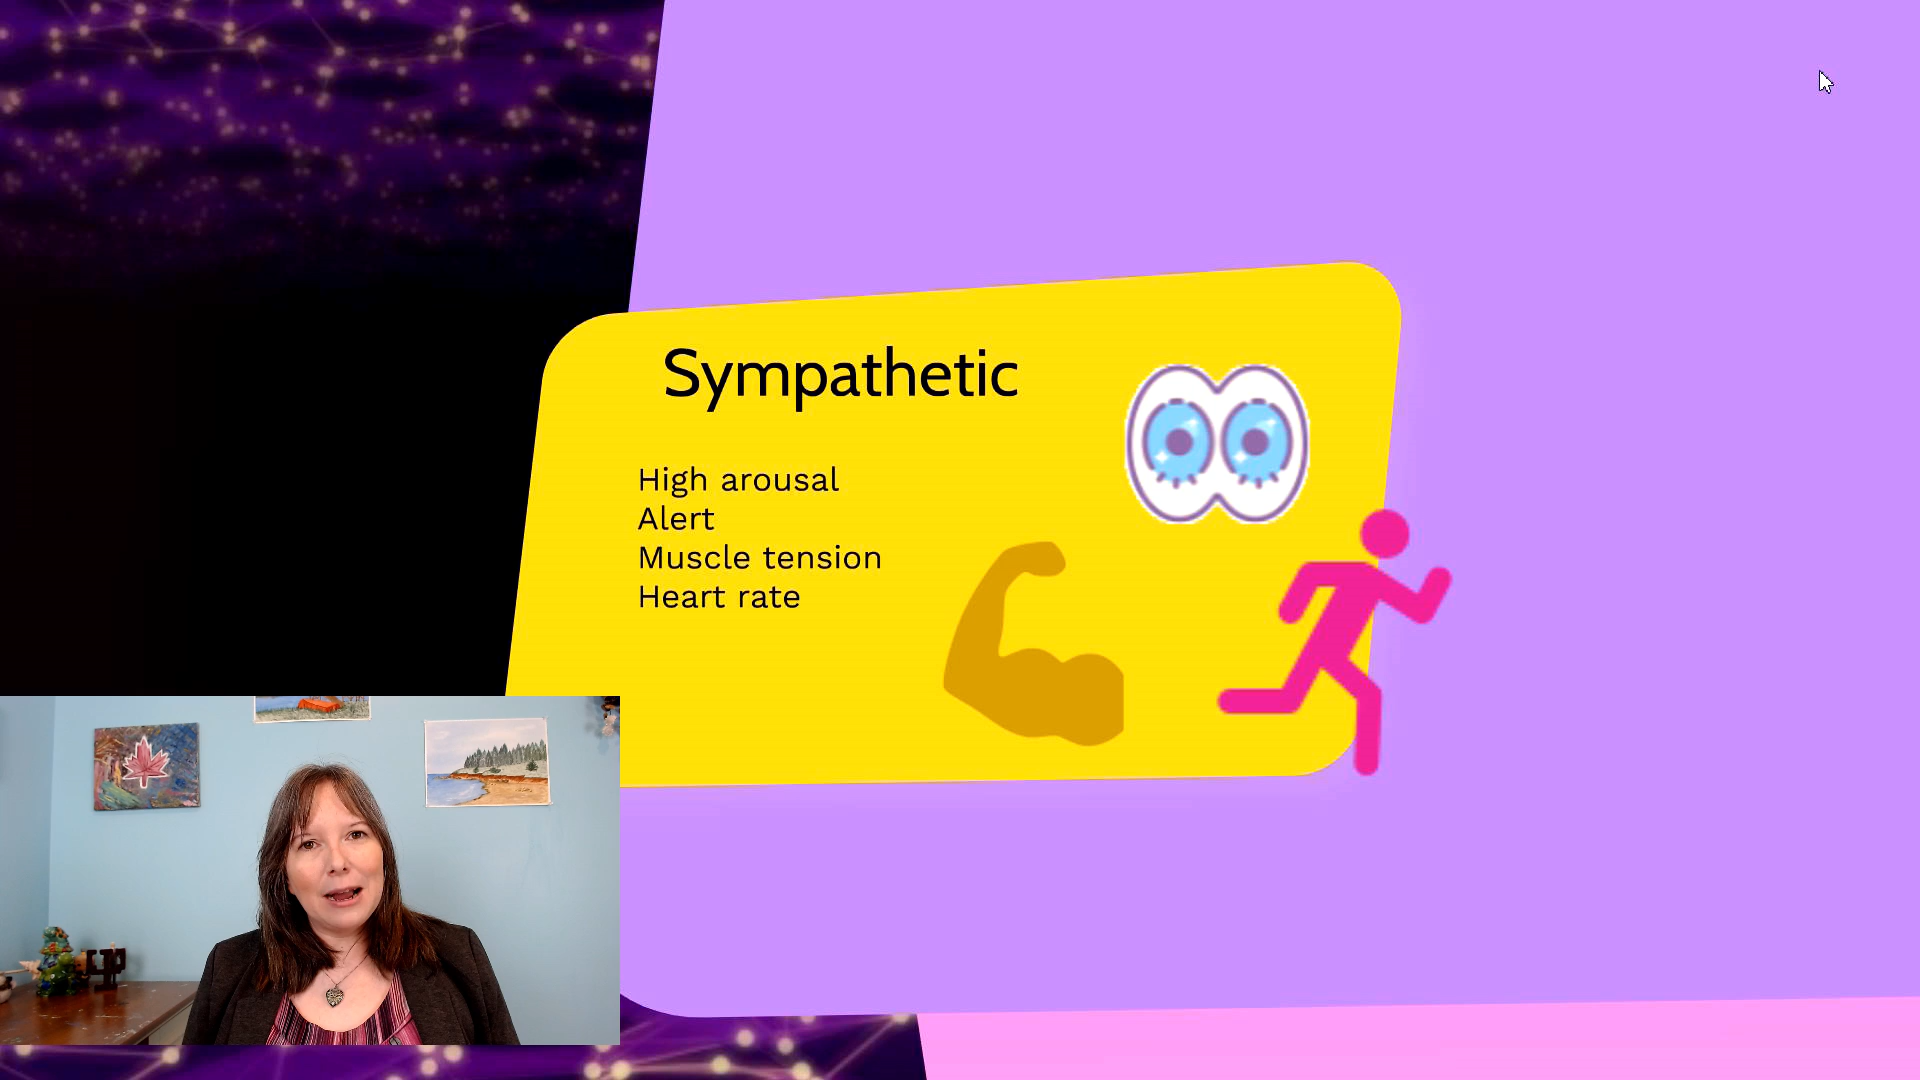 Sympathetic
High arousal
Alert
Muscle tension
Heart rate